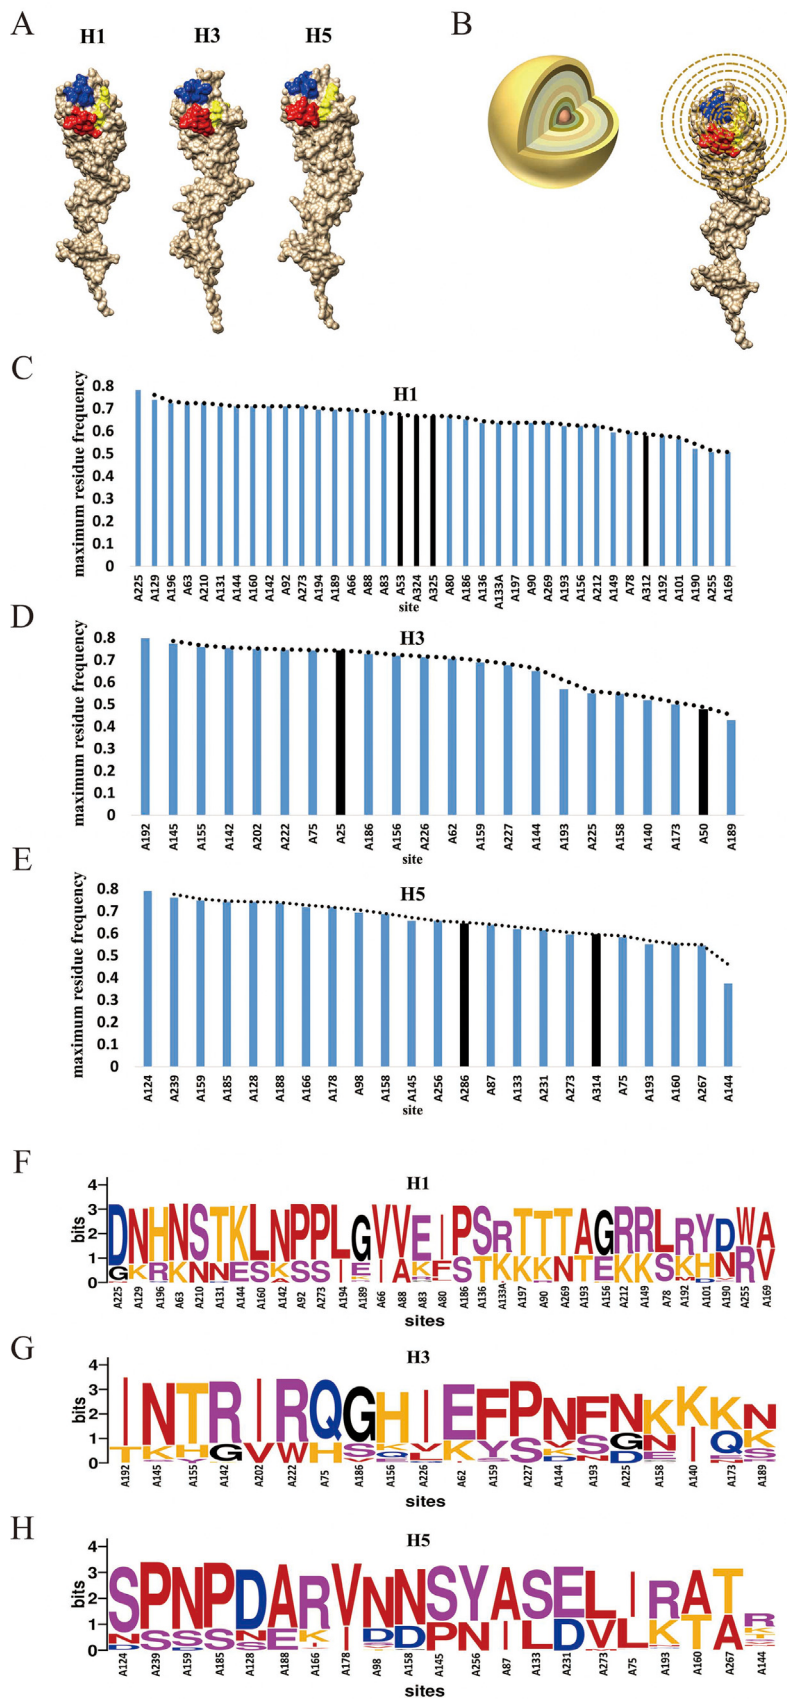 A
B
H1
H3
H5
C
H1
maximum residue frequency
0.8
0.7
0.6
0.5
0.4
0.3
0.2
0.1
0
A225 A129 A196 A63 A210 A131 A144 A160 A142 A92 A273 A194 A189 A66 A88 A83 A53 A324 A325 A80 A186 A136 A133A A197 A90 A269 A193 A156 A212 A149 A78 A312 A192 A101 A190 A255 A169
site
D
H3
maximum residue frequency
0.8
0.7
0.6
0.5
0.4
0.3
0.2
0.1
0
A192 A145 A155 A142 A202 A222 A75 A25 A186 A156 A226 A62 A159 A227 A144 A193 A225 A158 A140 A173 A50 A189
site
E
H5
maximum residue frequency
0.8
0.7
0.6
0.5
0.4
0.3
0.2
0.1
0
A124 A239 A159 A185 A128 A188 A166 A178 A98 A158 A145 A256 A286 A87 A133 A231 A273 A314 A75 A193 A160 A267 A144
site
F
H1
bits
4
3
2
1
0
DNHNSTKLNPPLGVVEIPSRTTTAGRRLRYDWA
GKRKNNESKSSIEIAKFSTKKKNTEKKSKHNRV
A225 A129 A196 A63 A210 A131 A144 A160 A142 A92 A273 A194 A189 A66 A88 A83 A80 A186 A136 A133A A197 A90 A269 A193 A156 A212 A149 A78 A192 A101 A190 A255 A169
sites
G
H3
bits
4
3
2
1
0
INTRIRQGHIEFPNFNKKKN
TKHGVWHSKVKYSKSGNIQK
A192 A145 A155 A142 A202 A222 A75 A186 A156 A226 A62 A159 A227 A144 A193 A225 A158 A140 A173 A189
sites
H
H5
bits
4
3
2
1
0
SPNPDARVNNSYASELIRATR
NSSSNEKIDDPNILDVLKTAK
A124 A239 A159 A185 A128 A188 A166 A178 A98 A158 A145 A256 A87 A133 A231 A273 A75 A193 A160 A267 A144
sites